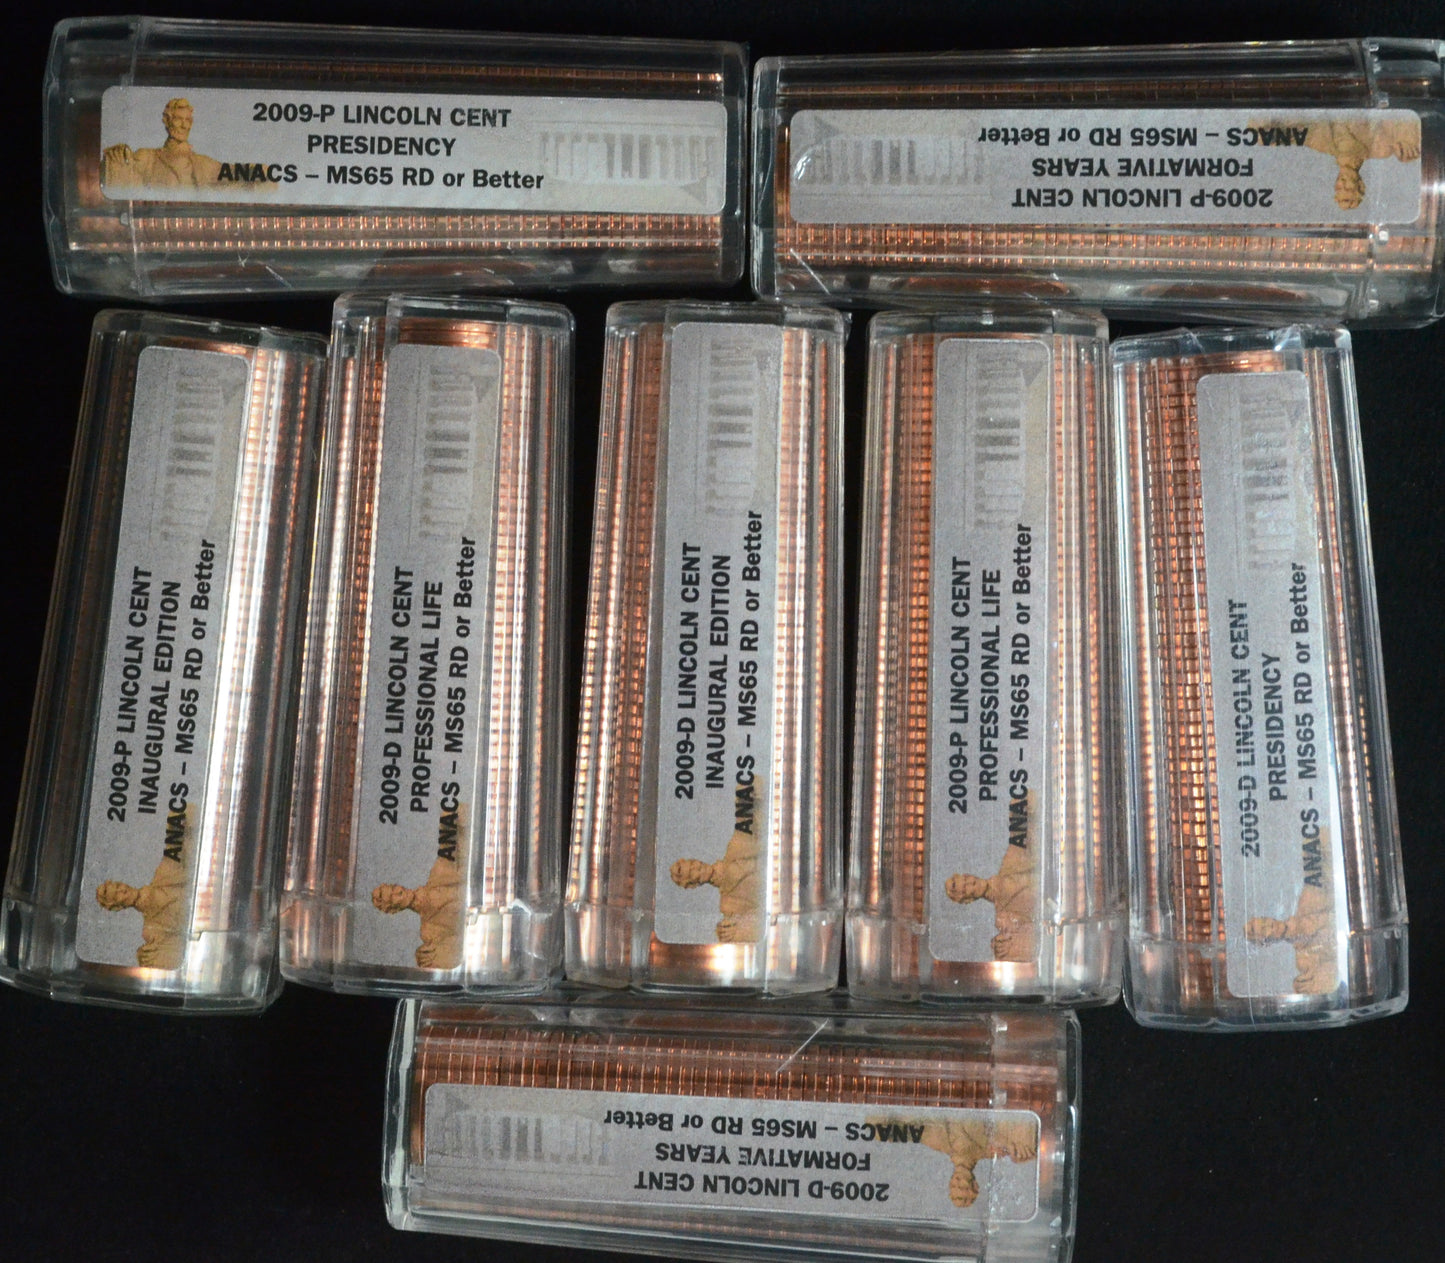 2009-P LINCOLN CENT
PRESIDENCY
ANACS – MS65 RD or Better
2009-P LINCOLN CENT
FORMATIVE YEARS
ANACS – MS65 RD or Better
2009-P LINCOLN CENT
INAUGURAL EDITION
ANACS – MS65 RD or Better
2009-D LINCOLN CENT
PROFESSIONAL LIFE
ANACS – MS65 RD or Better
2009-D LINCOLN CENT
INAUGURAL EDITION
ANACS – MS65 RD or Better
2009-P LINCOLN CENT
PROFESSIONAL LIFE
ANACS – MS65 RD or Better
2009-D LINCOLN CENT
PRESIDENCY
ANACS – MS65 RD or Better
2009-D LINCOLN CENT
FORMATIVE YEARS
ANACS – MS65 RD or Better